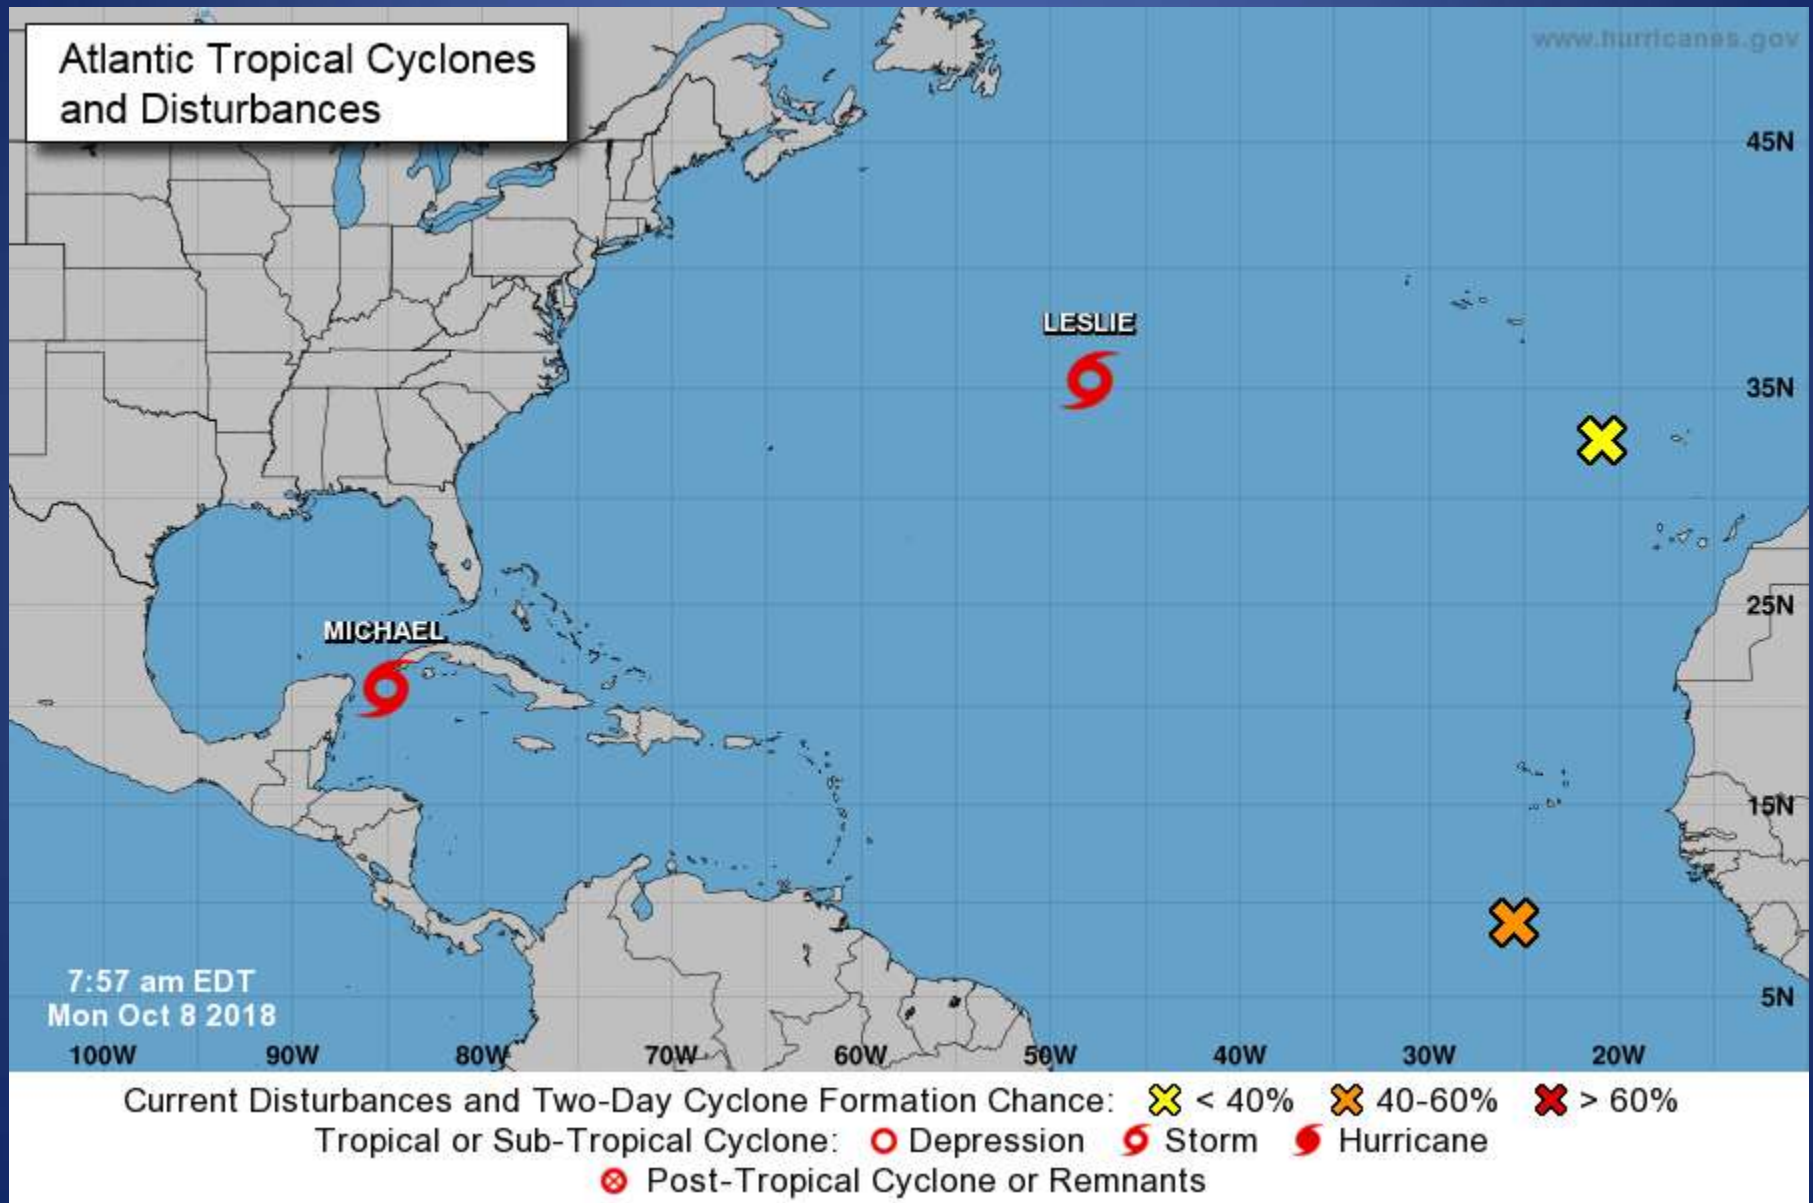 Atlantic Tropical Cyclones
and Disturbances
www.hurricanes.gov
45N
LESLIE
35N
25N
MICHAEL
15N
7:57 am EDT
Mon Oct 8 2018
5N
100W 90W 80W 70W 60W 50W 40W 30W 20W
Current Disturbances and Two-Day Cyclone Formation Chance: < 40% 40-60% > 60%
Tropical or Sub-Tropical Cyclone: Depression Storm Hurricane
Post-Tropical Cyclone or Remnants